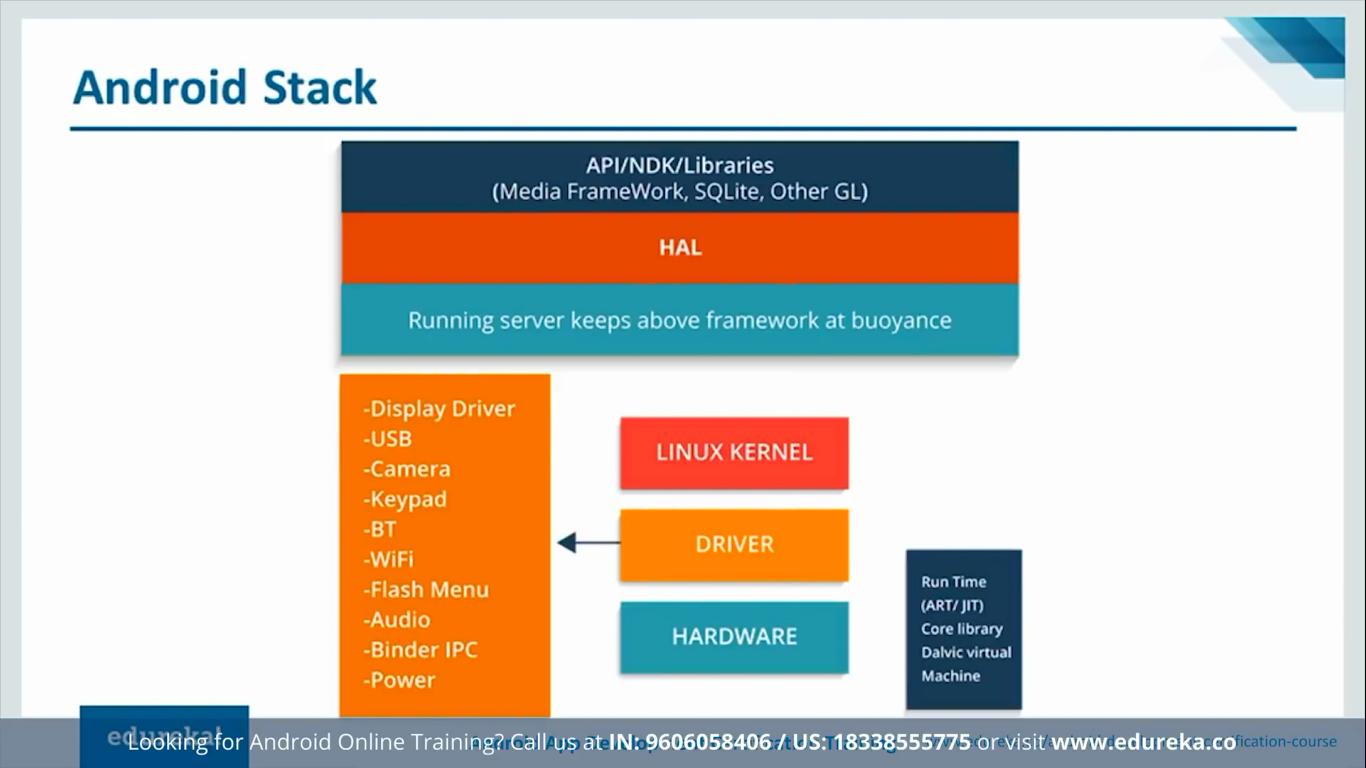 Android Stack
API/NDK/Libraries
(Media FrameWork, SQLite, Other GL)
HAL
Running server keeps above framework at buoyance
-Display Driver
-USB
-Camera
-Keypad
-BT
-WiFi
-Flash Menu
-Audio
-Binder IPC
-Power
LINUX KERNEL
DRIVER
HARDWARE
Run Time
(ART/ JIT)
Core library
Dalvic virtual
Machine
edureka!
Looking for Android Online Training? Call us at IN: 9606058406 / US: 18338555775 or visit www.edureka.co